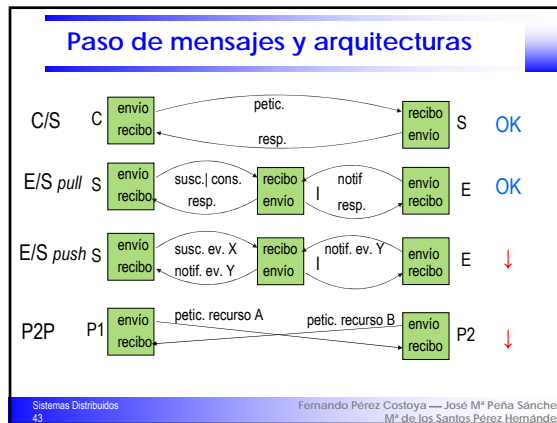 Paso de mensajes y arquitecturas
C/S C envío recibo petic. resp. recibo envío S OK
E/S pull S envío recibo susc.| cons. resp. recibo envío I notif resp. envío recibo E OK
E/S push S envío recibo susc. ev. X notif. ev. Y recibo envío I notif. ev. Y envío recibo E ↓
P2P P1 envío recibo petic. recurso A petic. recurso B envío recibo P2 ↓
Sistemas Distribuidos
43
Fernando Pérez Costoya — José Mª Peña Sánche
Mª de los Santos Pérez Hernánde